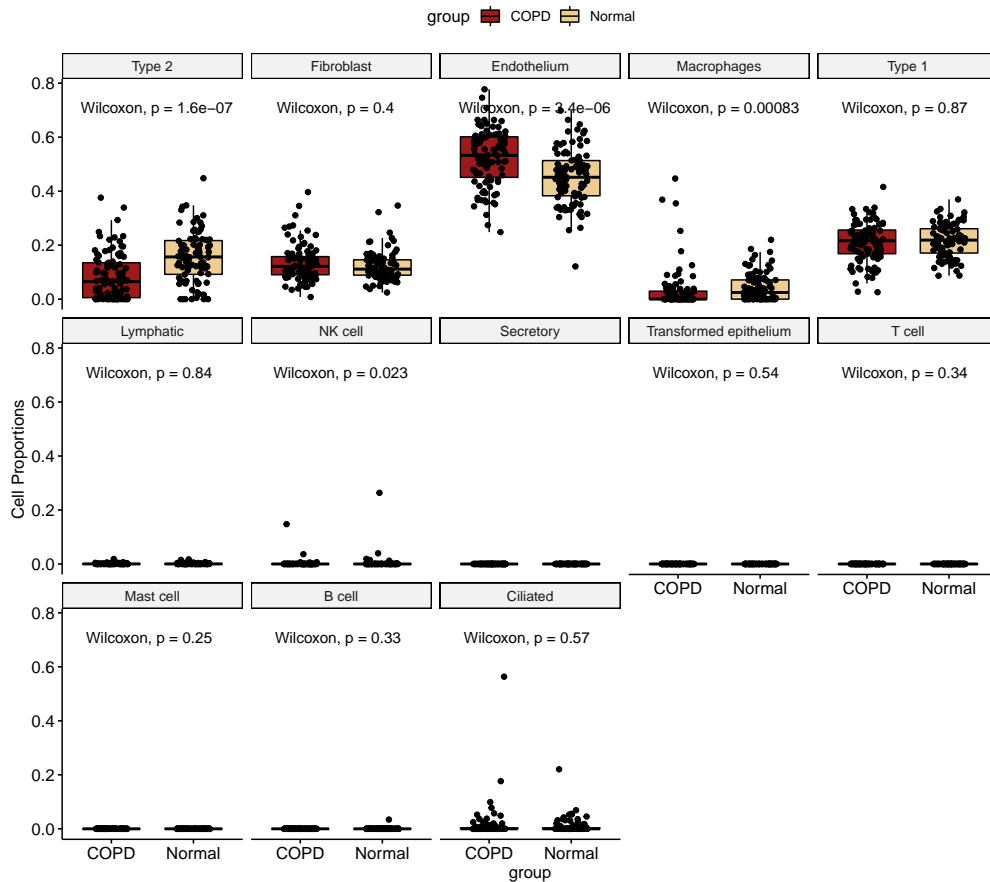 group COPD Normal
Type 2 Fibroblast Endothelium Macrophages Type 1
0.8
Wilcoxon, p = 1.6e−07 Wilcoxon, p = 0.4 Wilcoxon, p = 3.4e−06 Wilcoxon, p = 0.00083 Wilcoxon, p = 0.87
0.6
0.4
0.2
0.0
Lymphatic NK cell Secretory Transformed epithelium T cell
0.8
Wilcoxon, p = 0.84 Wilcoxon, p = 0.023 Wilcoxon, p = 0.54 Wilcoxon, p = 0.34
0.6
0.4
0.2
0.0
Cell Proportions
COPD Normal COPD Normal
Mast cell B cell Ciliated
0.8
Wilcoxon, p = 0.25 Wilcoxon, p = 0.33 Wilcoxon, p = 0.57
0.6
0.4
0.2
0.0
COPD Normal COPD Normal COPD Normal
group